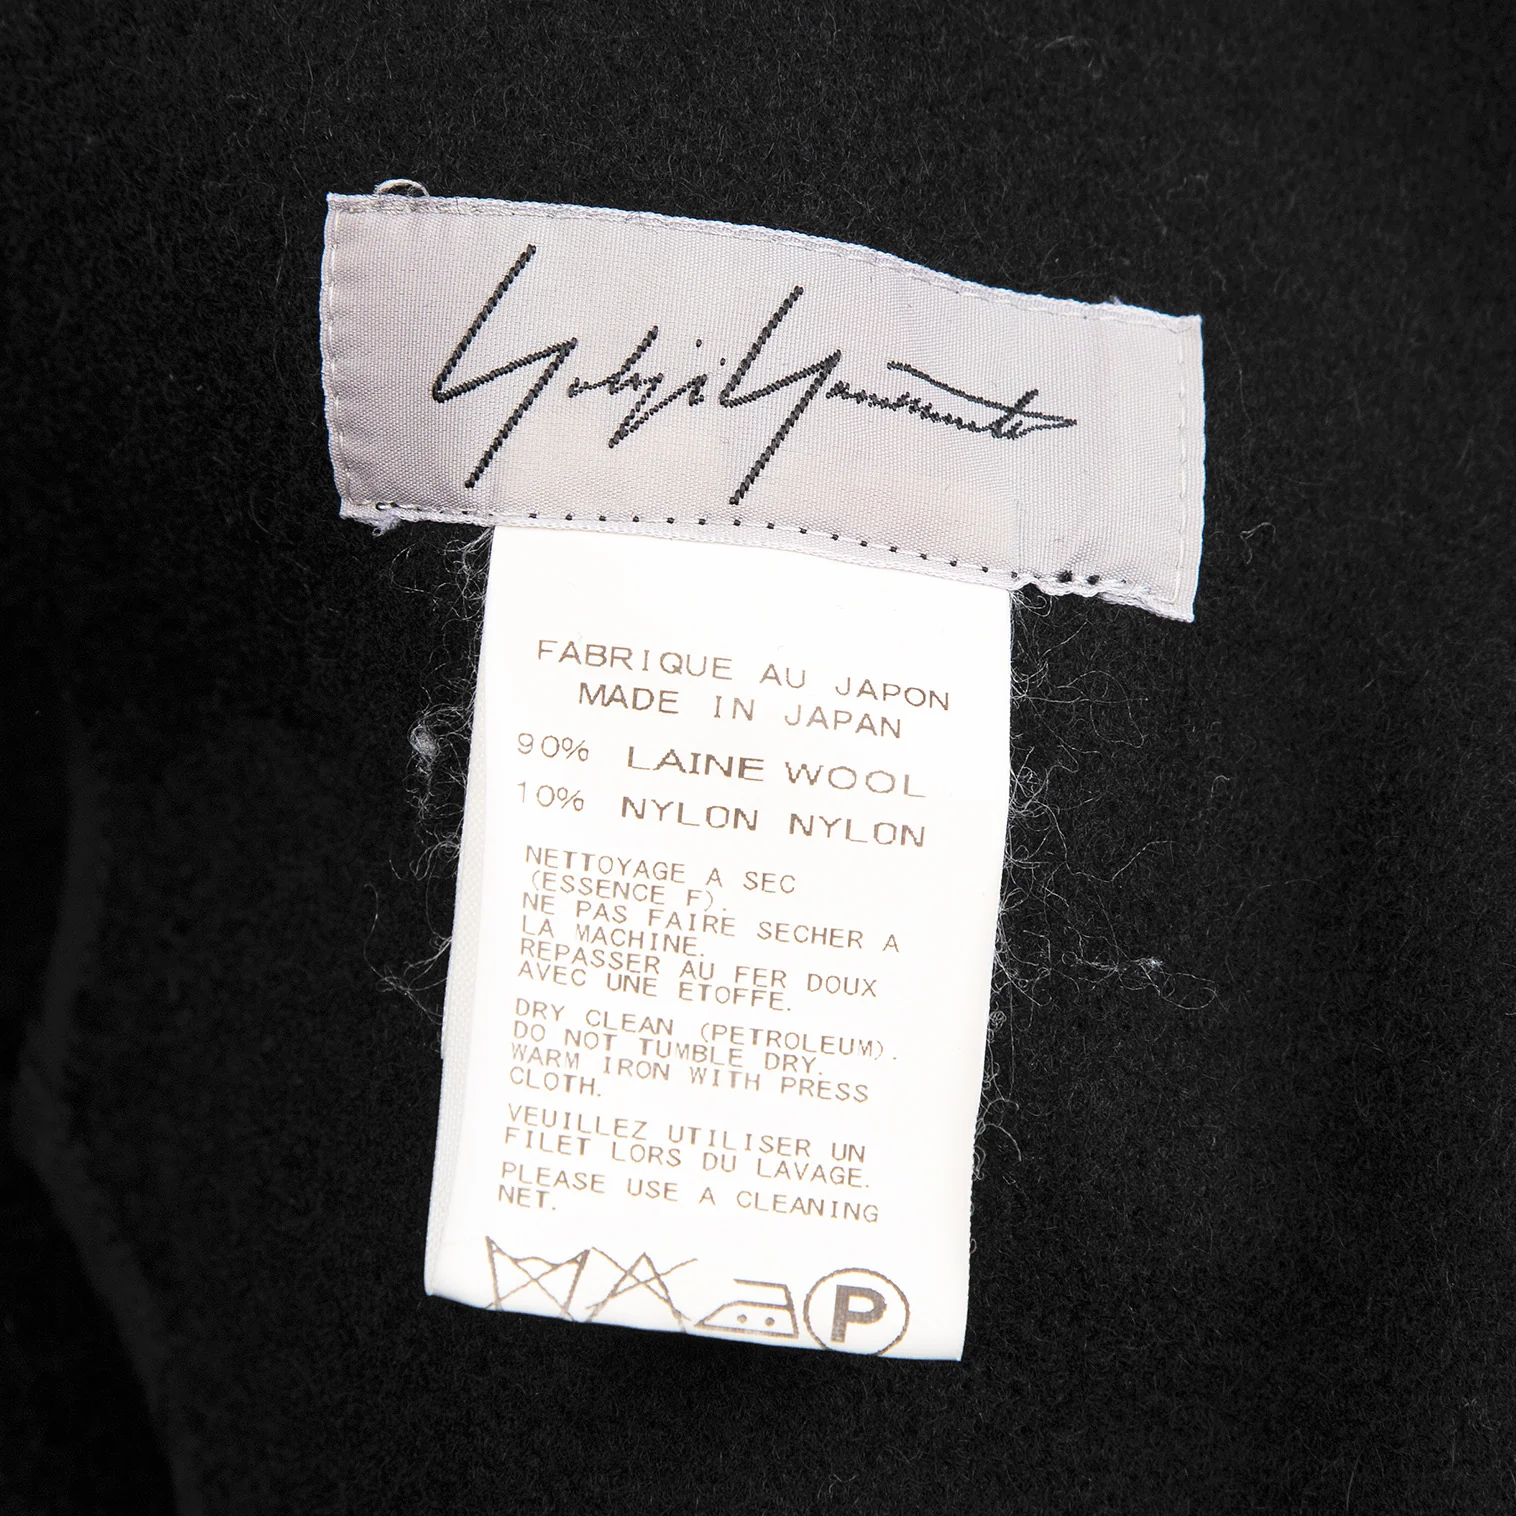 Yohji Yamamoto
FABRIQUE AU JAPON
MADE IN JAPAN
90% LAINE WOOL
10% NYLON NYLON
NETTOYAGE A SEC
(ESSENCE F).
NE PAS FAIRE SECHER A
LA MACHINE.
REPASSER AU FER DOUX
AVEC UNE ETOFFE.
DRY CLEAN (PETROLEUM).
DO NOT TUMBLE DRY.
WARM IRON WITH PRESS
CLOTH.
VEUILLEZ UTILISER UN
FILET LORS DU LAVAGE.
PLEASE USE A CLEANING
NET.
P